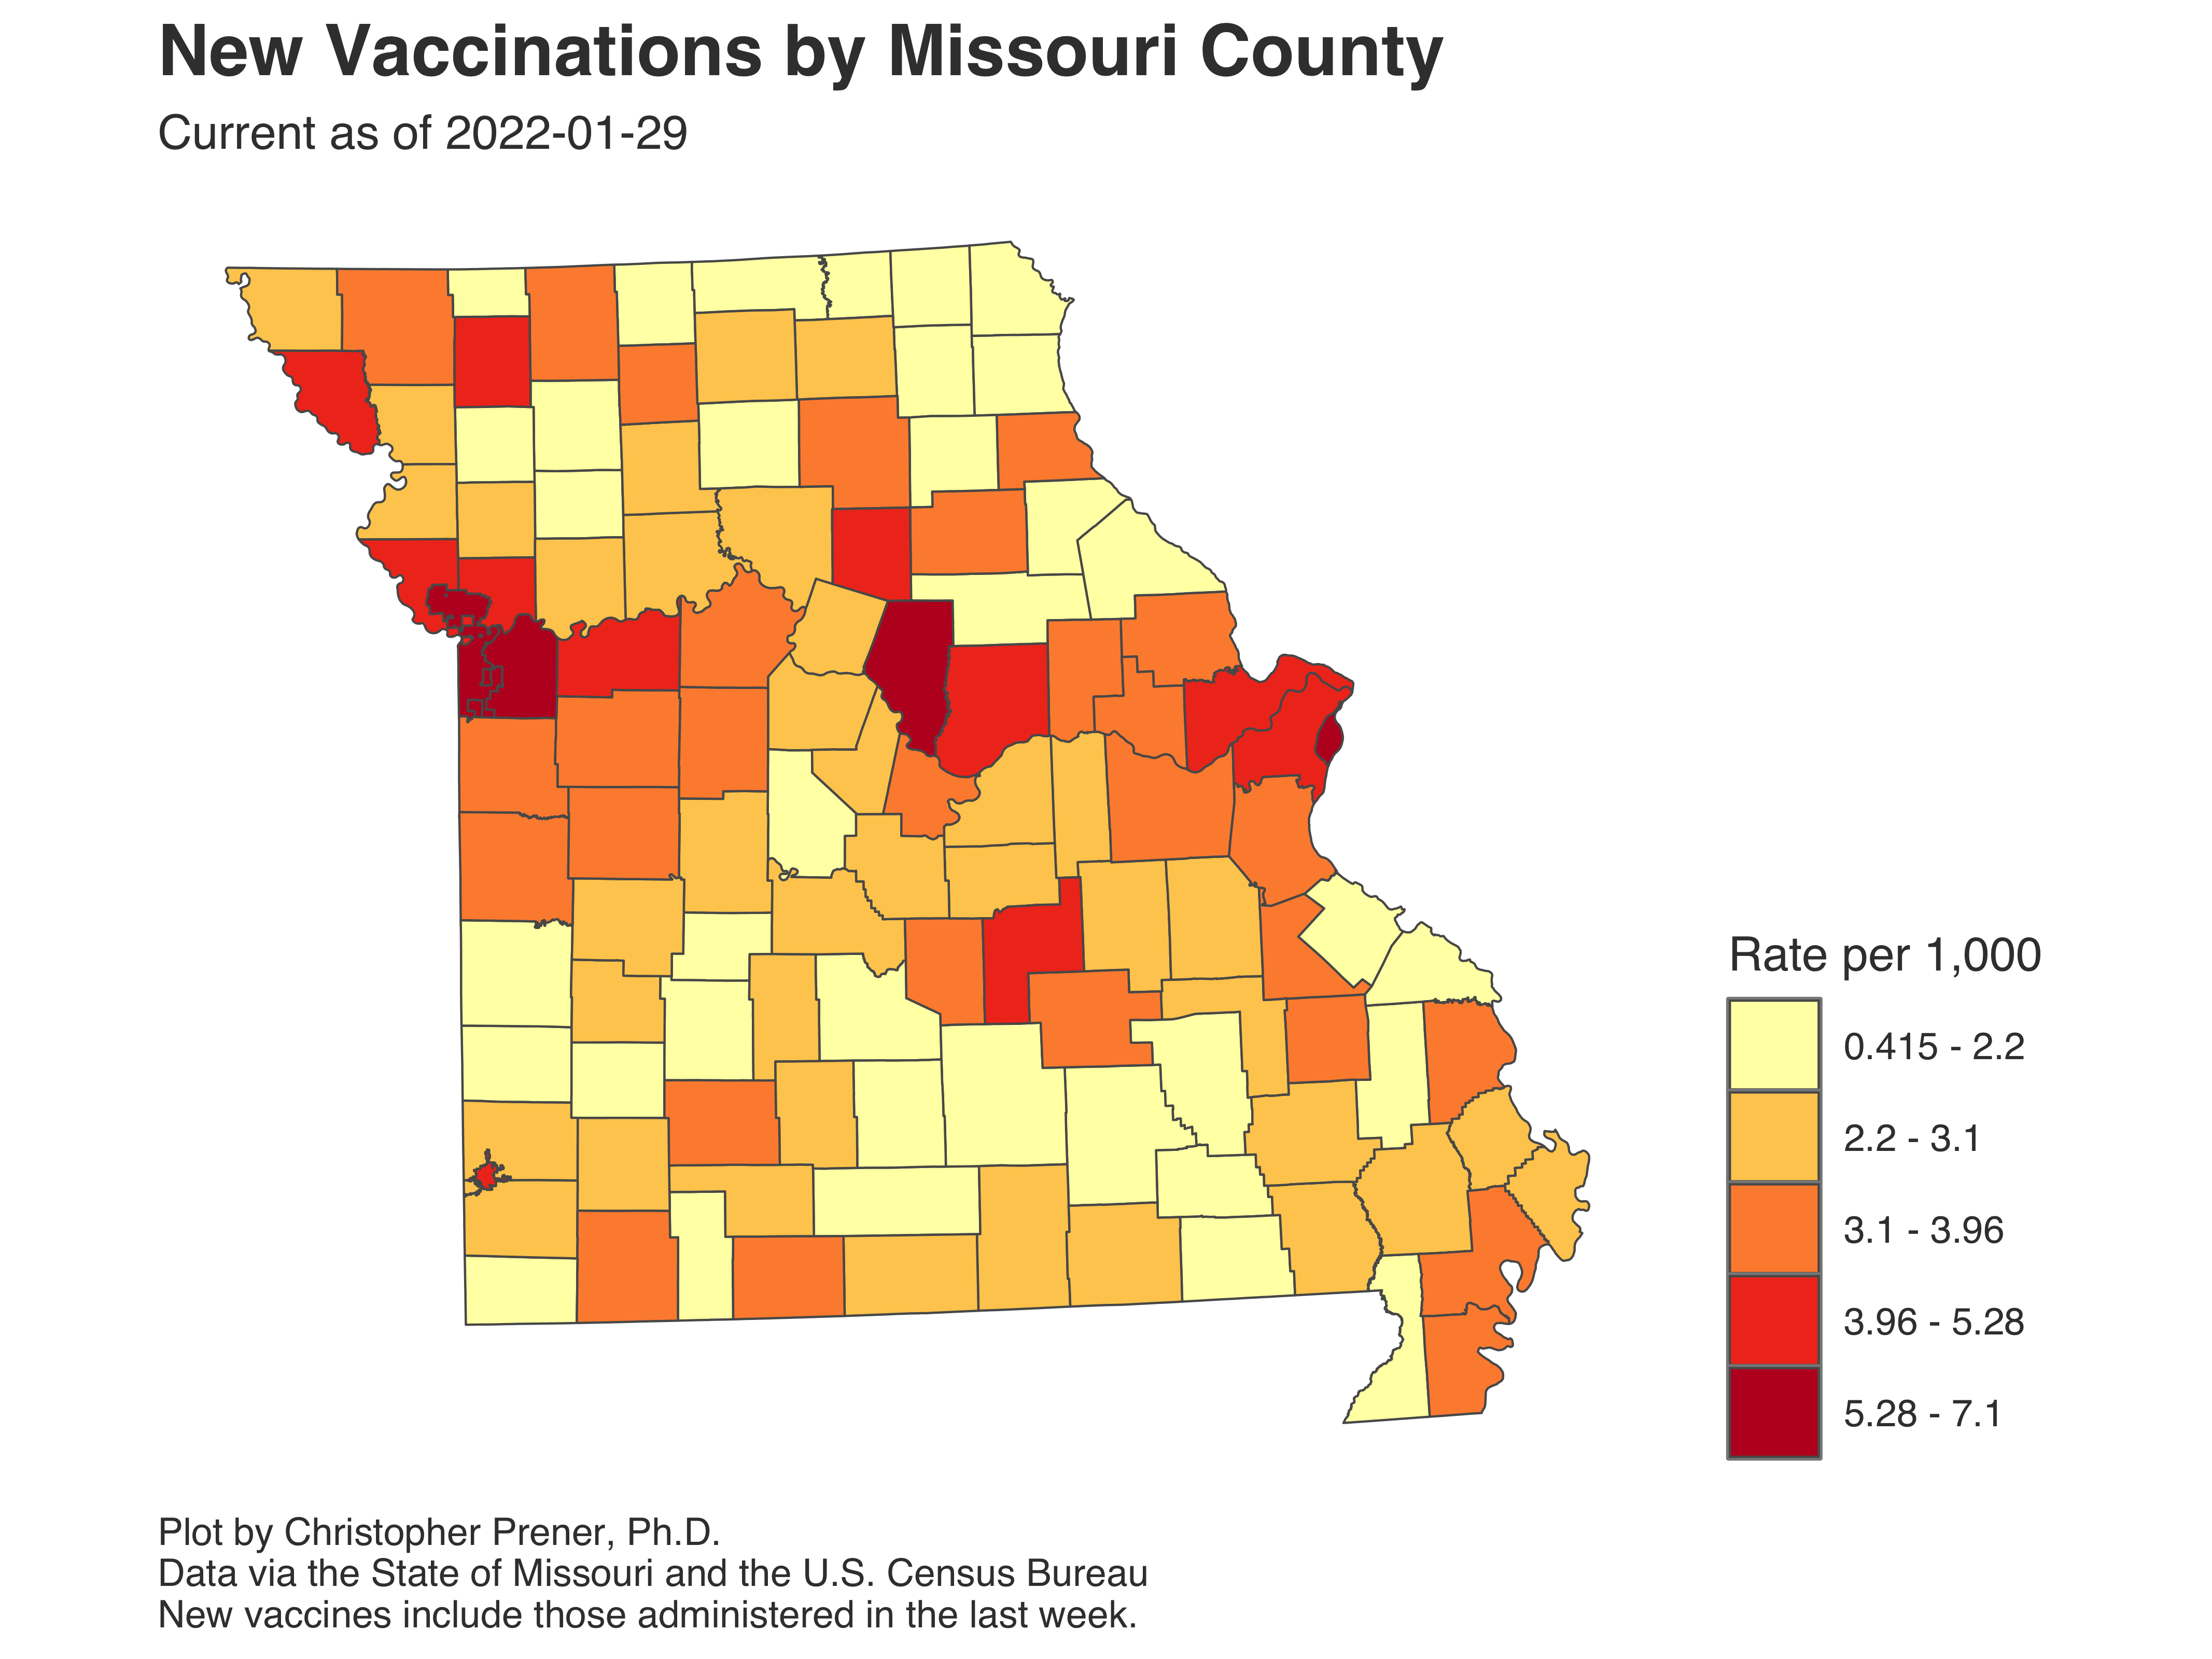 New Vaccinations by Missouri County
Current as of 2022-01-29
Rate per 1,000
0.415 - 2.2
2.2 - 3.1
3.1 - 3.96
3.96 - 5.28
5.28 - 7.1
Plot by Christopher Prener, Ph.D.
Data via the State of Missouri and the U.S. Census Bureau
New vaccines include those administered in the last week.